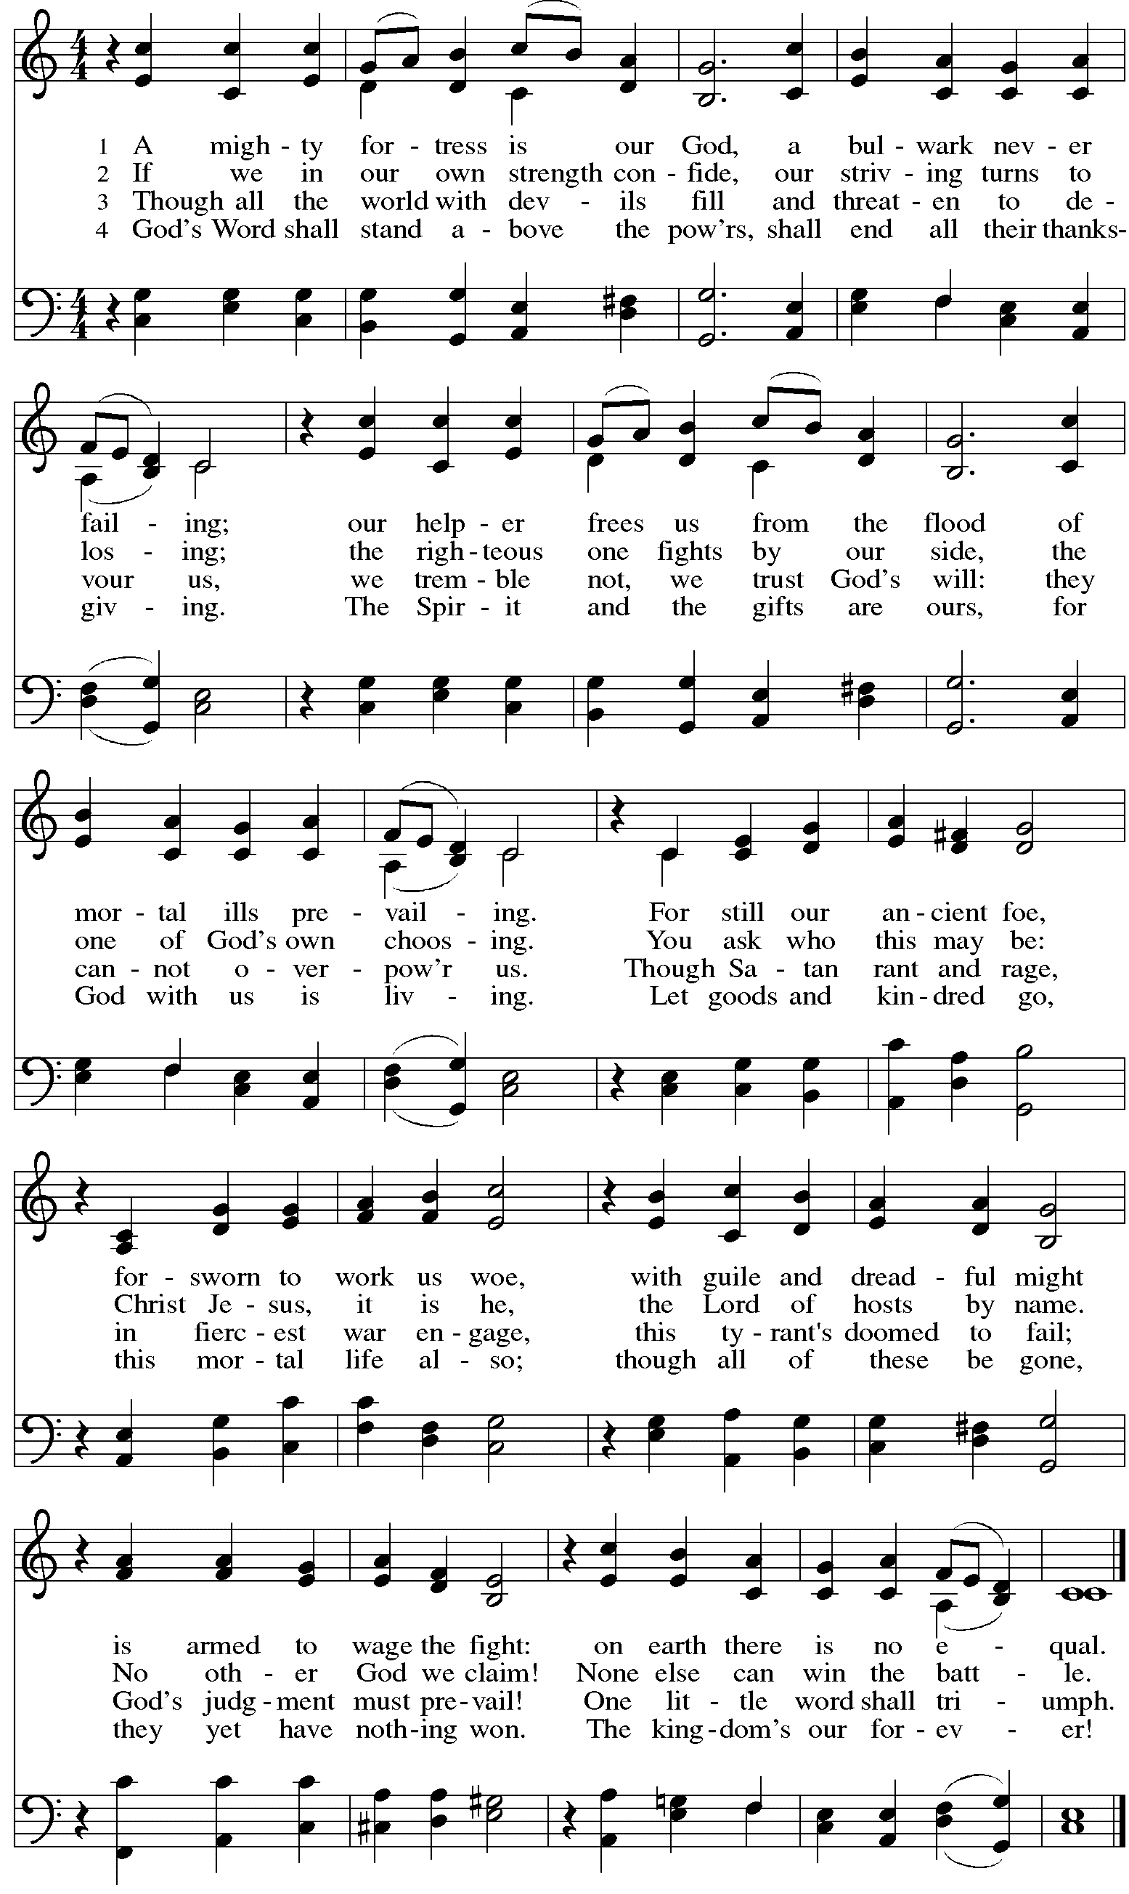 1 A migh - ty for - tress is our God, a bul - wark nev - er
2 If we in our own strength con - fide, our striv - ing turns to
3 Though all the world with dev - ils fill and threat - en to de -
4 God's Word shall stand a - bove the pow'rs, shall end all their thanks-
fail - ing; our help - er frees us from the flood of
los - ing; the righ - teous one fights by our side, the
vour us, we trem - ble not, we trust God's will: they
giv - ing. The Spir - it and the gifts are ours, for
mor - tal ills pre - vail - ing. For still our an - cient foe,
one of God's own choos - ing. You ask who this may be:
can - not o - ver - pow'r us. Though Sa - tan rant and rage,
God with us is liv - ing. Let goods and kin - dred go,
for - sworn to work us woe, with guile and dread - ful might
Christ Je - sus, it is he, the Lord of hosts by name.
in fierc - est war en - gage, this ty - rant's doomed to fail;
this mor - tal life al - so; though all of these be gone,
is armed to wage the fight: on earth there is no e - qual.
No oth - er God we claim! None else can win the batt - le.
God's judg - ment must pre - vail! One lit - tle word shall tri - umph.
they yet have noth - ing won. The king - dom's our for - ev - er!